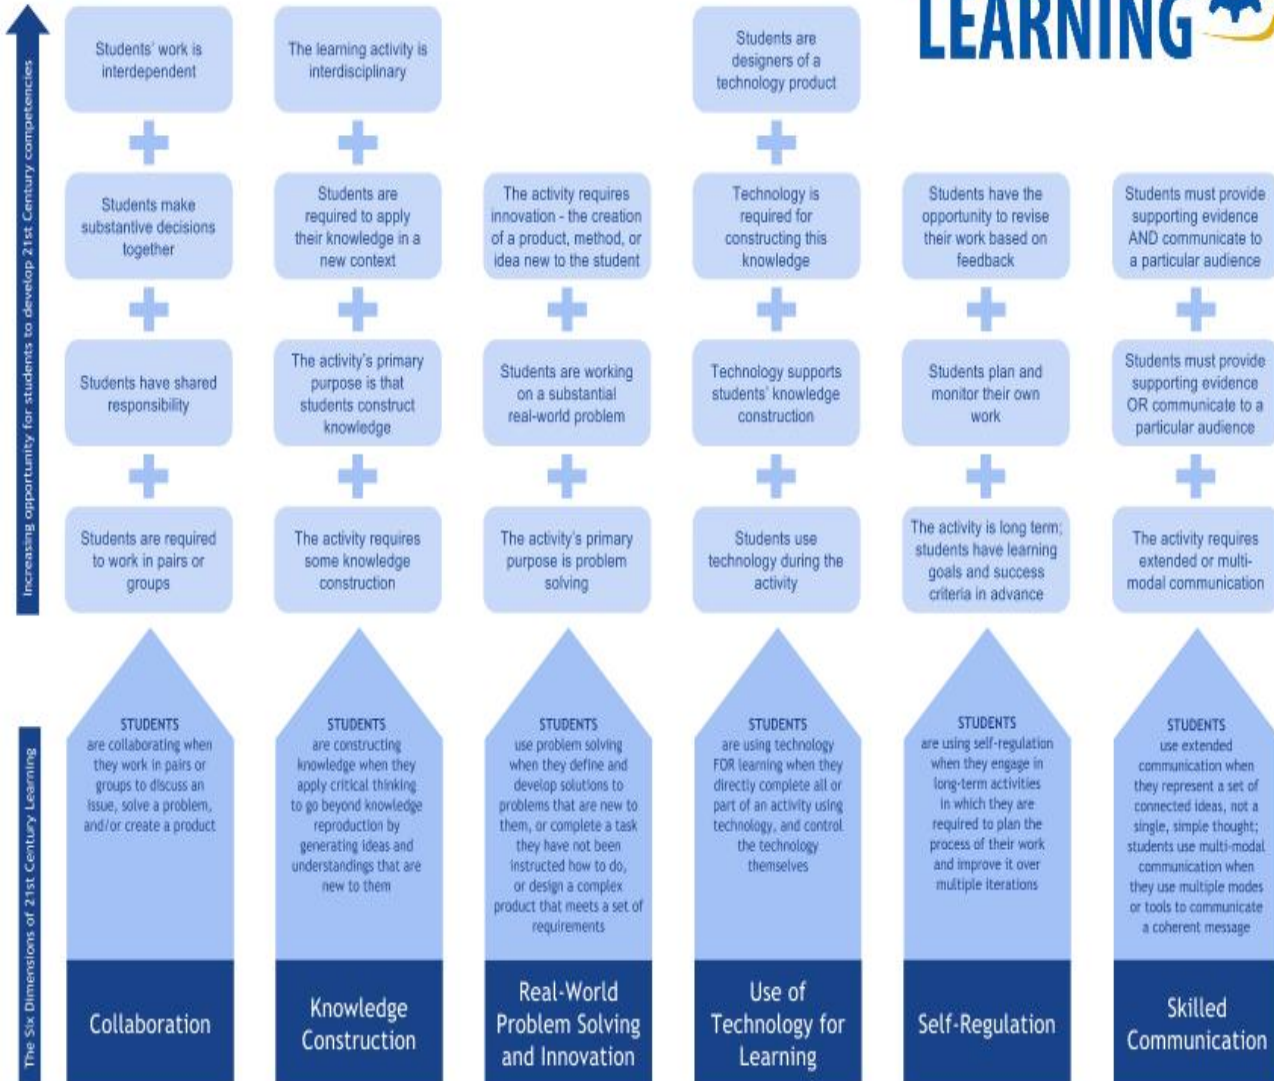 LEARNING
Increasing opportunity for students to develop 21st Century competencies
Students' work is
interdependent
The learning activity is
interdisciplinary
Students are
designers of a
technology product
Students make
substantive decisions
together
Students are
required to apply
their knowledge in a
new context
The activity requires
innovation - the creation
of a product, method, or
idea new to the student
Technology is
required for
constructing this
knowledge
Students have the
opportunity to revise
their work based on
feedback
Students must provide
supporting evidence
AND communicate to
a particular audience
Students have shared
responsibility
The activity's primary
purpose is that
students construct
knowledge
Students are working
on a substantial
real-world problem
Technology supports
students' knowledge
construction
Students plan and
monitor their own
work
Students must provide
supporting evidence
OR communicate to a
particular audience
Students are required
to work in pairs or
groups
The activity requires
some knowledge
construction
The activity's primary
purpose is problem
solving
Students use
technology during the
activity
The activity is long term;
students have learning
goals and success
criteria in advance
The activity requires
extended or multi-
modal communication
The Six Dimensions of 21st Century Learning
STUDENTS
are collaborating when
they work in pairs or
groups to discuss an
issue, solve a problem,
and/or create a product
STUDENTS
are constructing
knowledge when they
apply critical thinking
to go beyond knowledge
reproduction by
generating ideas and
understandings that are
new to them
STUDENTS
use problem solving
when they define and
develop solutions to
problems that are new to
them, or complete a task
they have not been
instructed how to do,
or design a complex
product that meets a set of
requirements
STUDENTS
are using technology
FOR learning when they
directly complete all or
part of an activity using
technology, and control
the technology
themselves
STUDENTS
are using self-regulation
when they engage in
long-term activities
in which they are
required to plan the
process of their work
and improve it over
multiple iterations
STUDENTS
use extended
communication when
they represent a set of
connected ideas, not a
single, simple thought;
students use multi-modal
communication when
they use multiple modes
or tools to communicate
a coherent message
Collaboration
Knowledge
Construction
Real-World
Problem Solving
and Innovation
Use of
Technology for
Learning
Self-Regulation
Skilled
Communication